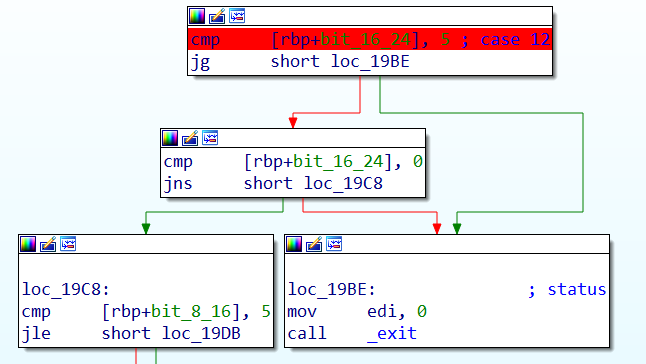 cmp [rbp+bit_16_24], 5 ; case 12
jg short loc_19BE
cmp [rbp+bit_16_24], 0
jns short loc_19C8
loc_19C8:
cmp [rbp+bit_8_16], 5
jle short loc_19DB
loc_19BE: ; status
mov edi, 0
call _exit